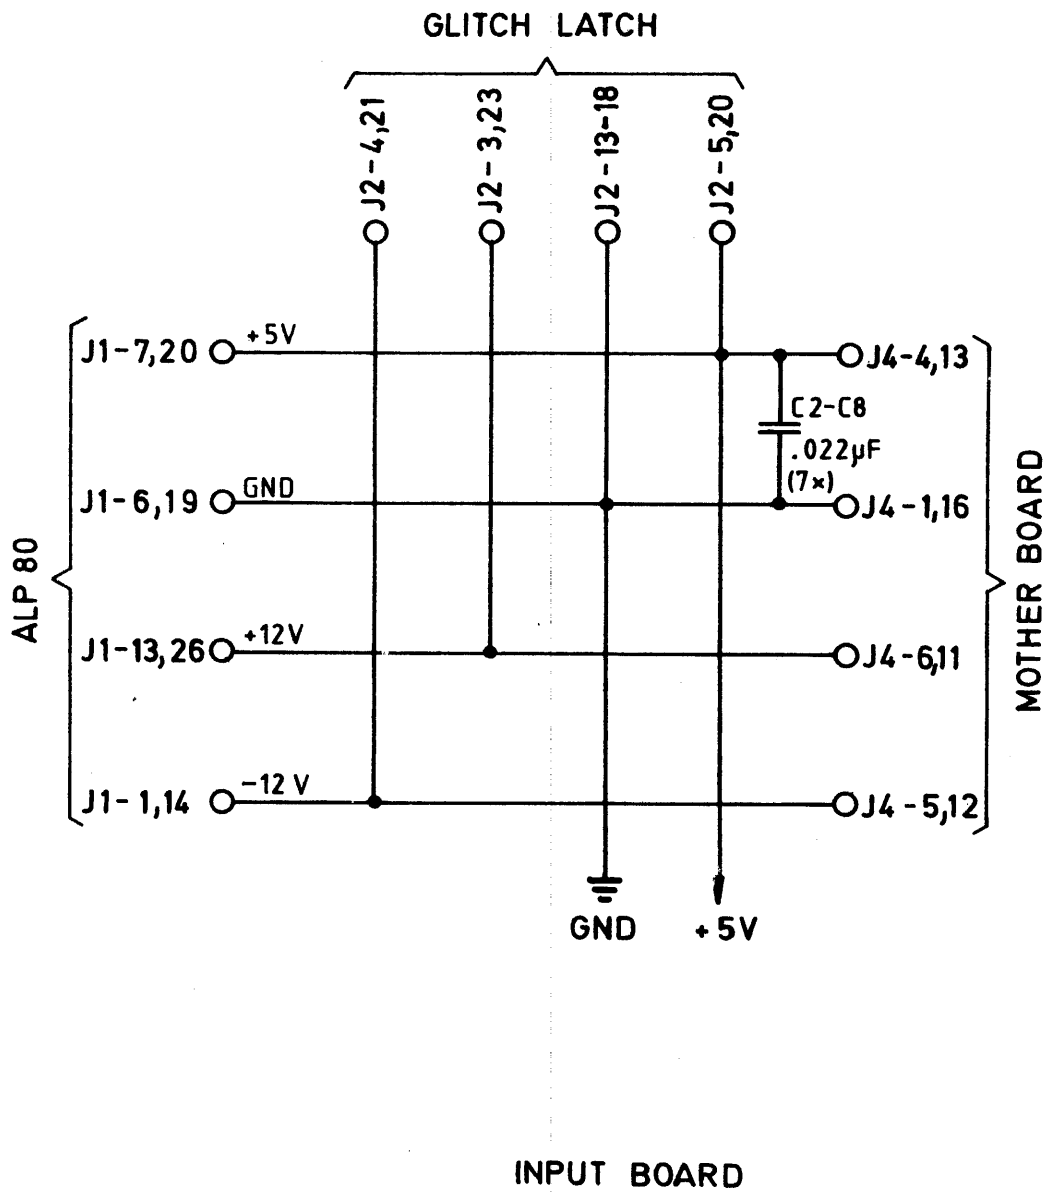 GLITCH LATCH
J2-4,21
J2-3,23
J2-13-18
J2-5,20
J1-7,20
+5V
J4-4,13
C2-C8
.022µF
(7x)
J1-6,19
GND
J4-1,16
ALP 80
MOTHER BOARD
J1-13,26
+12V
J4-6,11
J1-1,14
-12V
J4-5,12
GND
+5V
INPUT BOARD